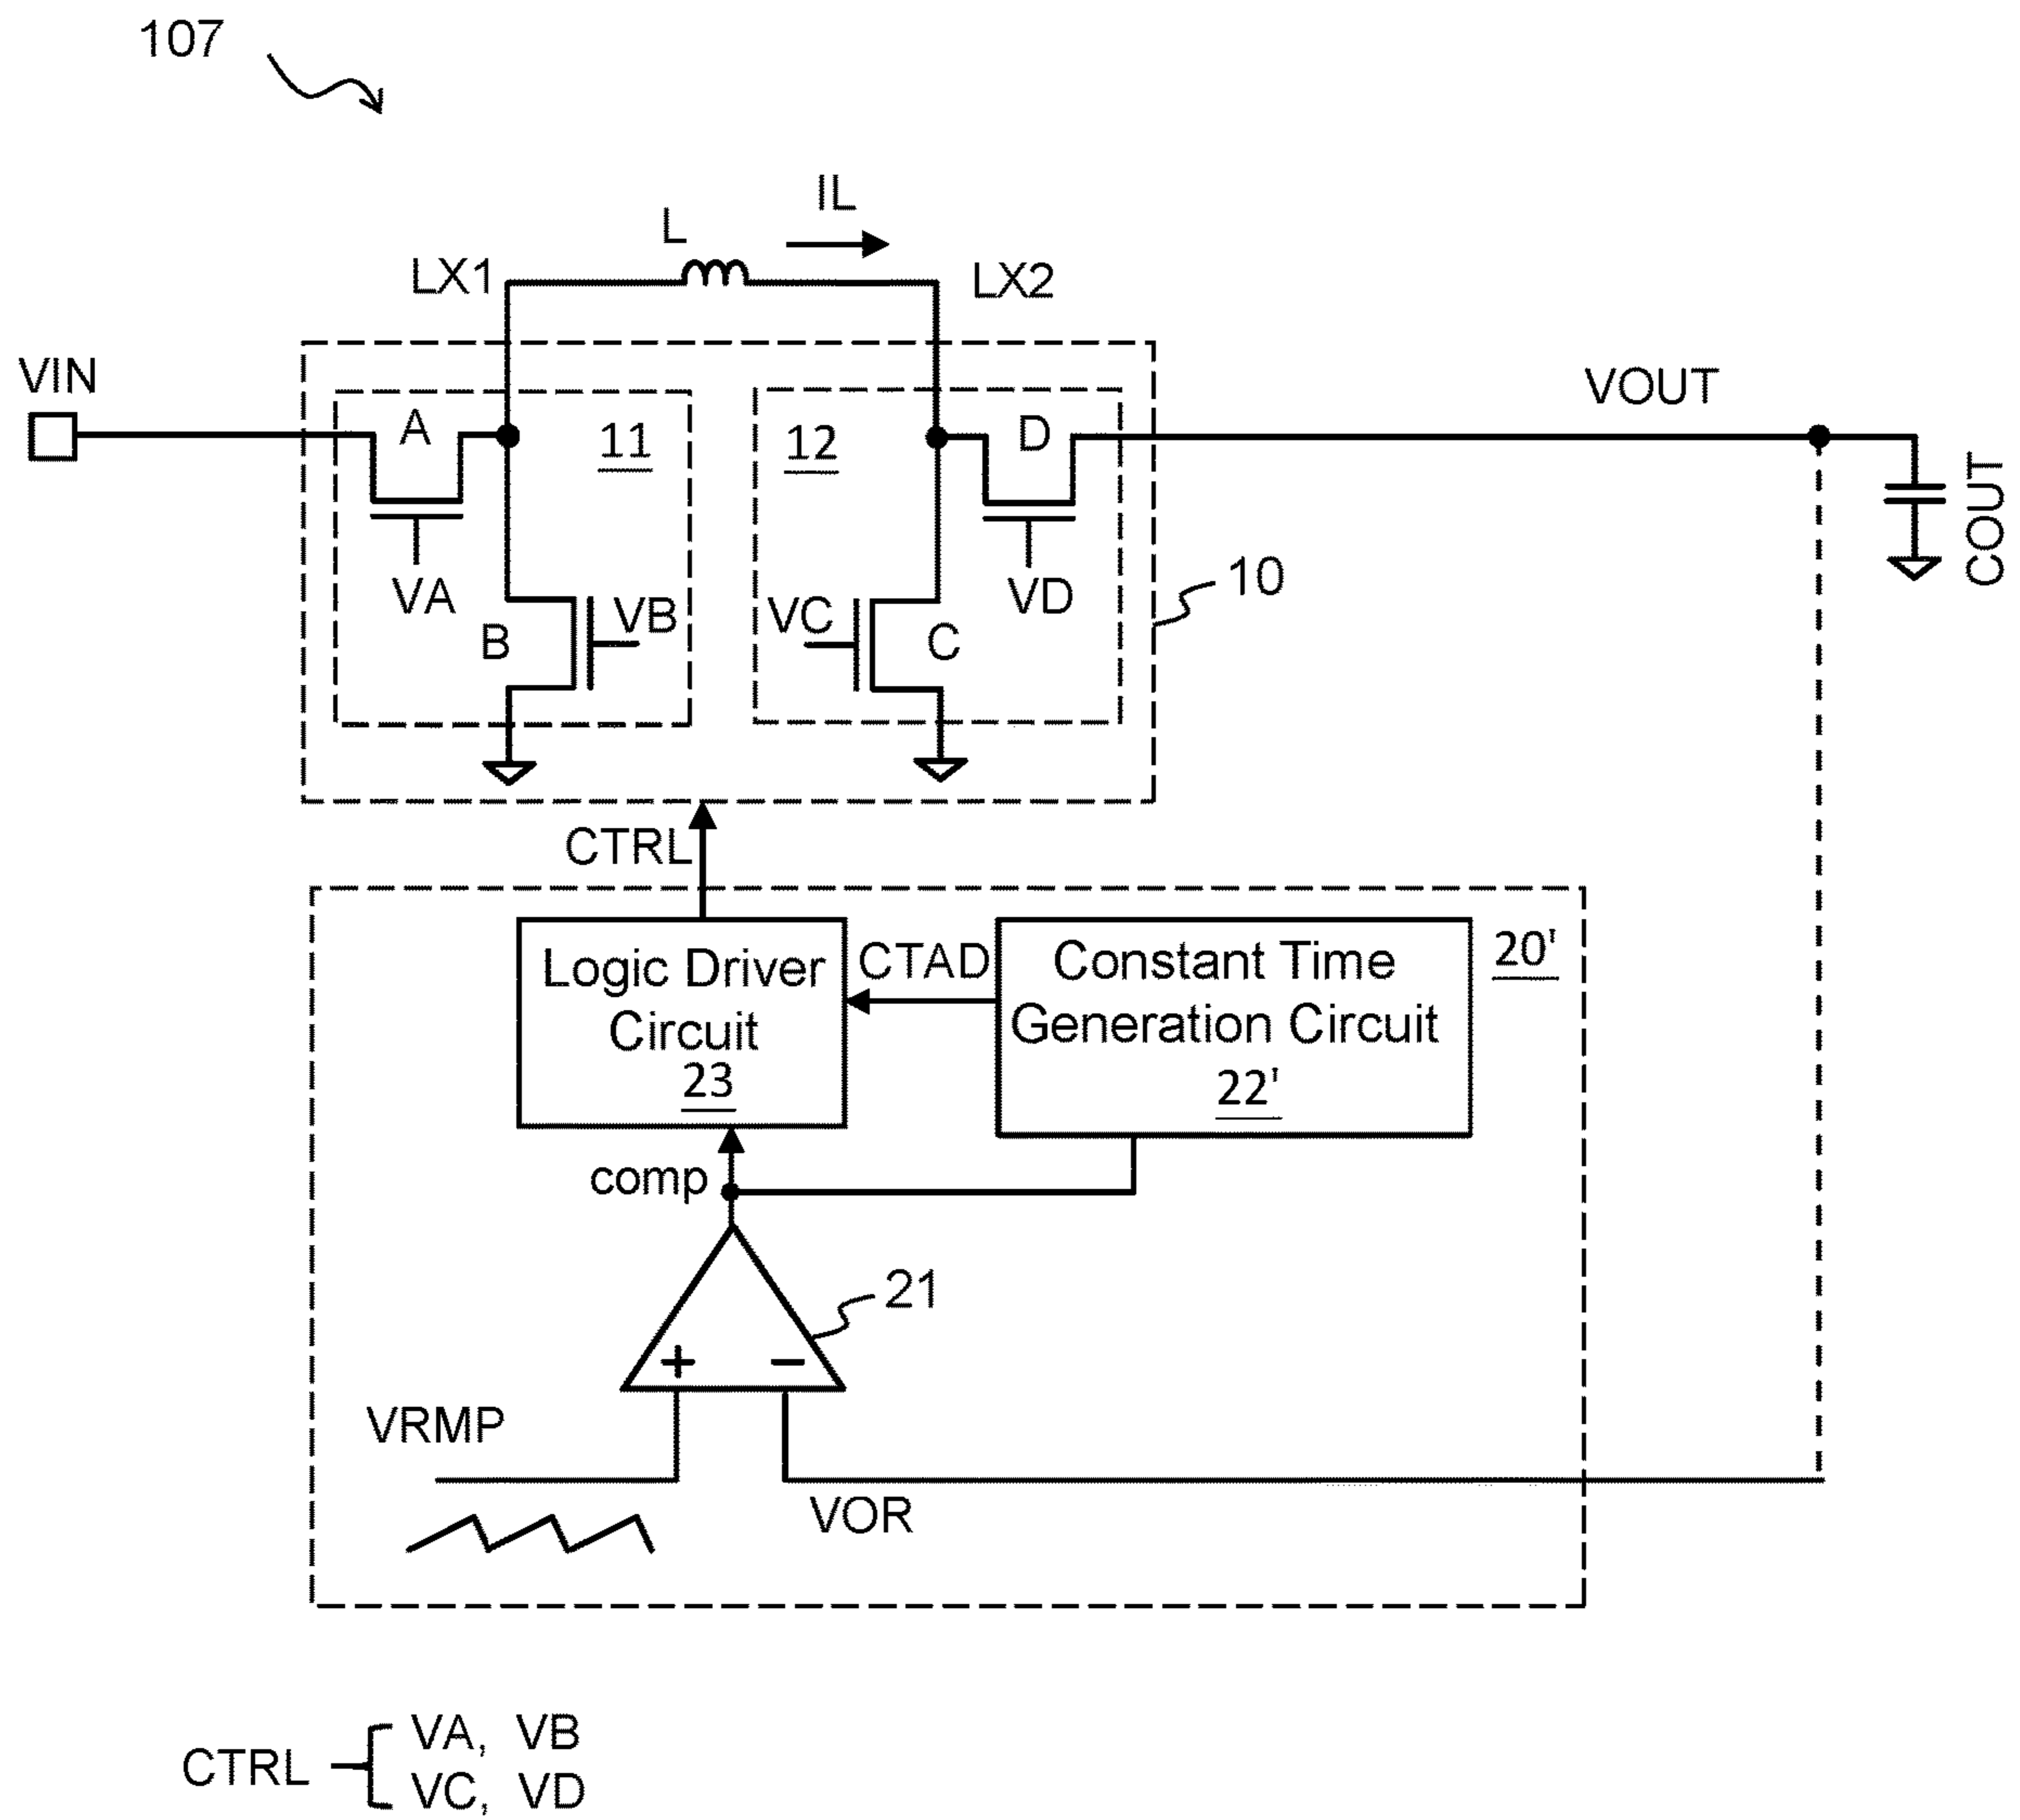 107
IL
L
LX1
LX2
VIN
VOUT
A
11
12
D
COUT
VA
VB
VC
VD
10
B
C
CTRL
Logic Driver
Circuit
23
CTAD
Constant Time
Generation Circuit
22'
20'
comp
21
+ −
VRMP
VOR
CTRL
VA, VB
VC, VD